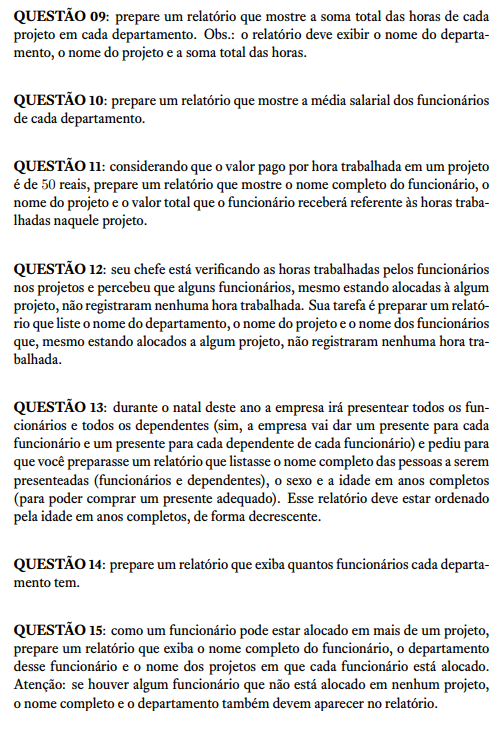 QUESTÃO 09: prepare um relatório que mostre a soma total das horas de cada
projeto em cada departamento. Obs.: o relatório deve exibir o nome do departa-
mento, o nome do projeto e a soma total das horas.
QUESTÃO 10: prepare um relatório que mostre a média salarial dos funcionários
de cada departamento.
QUESTÃO 11: considerando que o valor pago por hora trabalhada em um projeto
é de 50 reais, prepare um relatório que mostre o nome completo do funcionário, o
nome do projeto e o valor total que o funcionário receberá referente às horas traba-
lhadas naquele projeto.
QUESTÃO 12: seu chefe está verificando as horas trabalhadas pelos funcionários
nos projetos e percebeu que alguns funcionários, mesmo estando alocadas à algum
projeto, não registraram nenhuma hora trabalhada. Sua tarefa é preparar um relató-
rio que liste o nome do departamento, o nome do projeto e o nome dos funcionários
que, mesmo estando alocados a algum projeto, não registraram nenhuma hora tra-
balhada.
QUESTÃO 13: durante o natal deste ano a empresa irá presentear todos os fun-
cionários e todos os dependentes (sim, a empresa vai dar um presente para cada
funcionário e um presente para cada dependente de cada funcionário) e pediu para
que você preparasse um relatório que listasse o nome completo das pessoas a serem
presenteadas (funcionários e dependentes), o sexo e a idade em anos completos
(para poder comprar um presente adequado). Esse relatório deve estar ordenado
pela idade em anos completos, de forma decrescente.
QUESTÃO 14: prepare um relatório que exiba quantos funcionários cada departa-
mento tem.
QUESTÃO 15: como um funcionário pode estar alocado em mais de um projeto,
prepare um relatório que exiba o nome completo do funcionário, o departamento
desse funcionário e o nome dos projetos em que cada funcionário está alocado.
Atenção: se houver algum funcionário que não está alocado em nenhum projeto,
o nome completo e o departamento também devem aparecer no relatório.